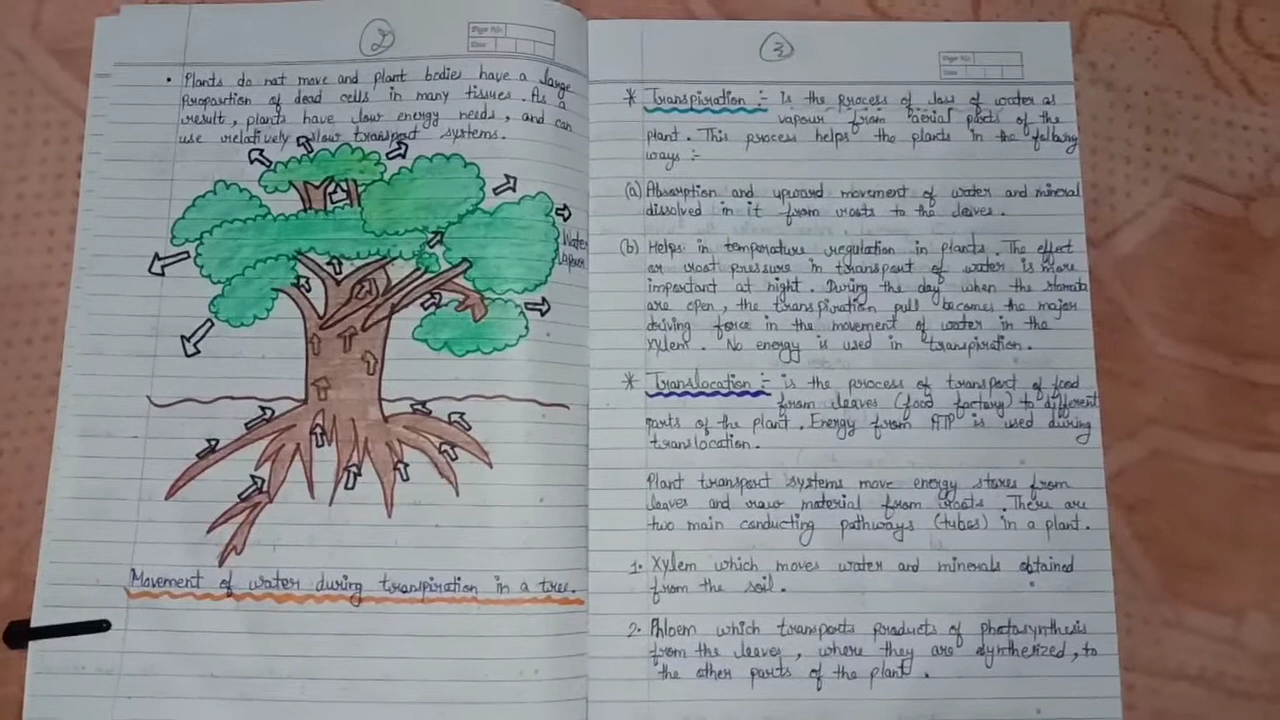 2
Page No.
Date
• Plants do not move and plant bodies have a large
proportion of dead cells in many tissues. As a
result, plants have low energy needs, and can
use relatively slow transport systems.
Water
vapour
Movement of water during transpiration in a tree.
3
Page No.
Date
* Transpiration :- is the process of loss of water as
vapour from aerial parts of the
plant. This process helps the plants in the following
ways :-
(a) Absorption and upward movement of water and mineral
dissolved in it from roots to the leaves.
(b) Helps in temperature regulation in plants. The effect
or root pressure in transport of water is more
important at night. During the day when the stomata
are open, the transpiration pull becomes the major
driving force in the movement of water in the
xylem. No energy is used in transpiration.
* Translocation :- is the process of transport of food
from leaves (food factory) to different
parts of the plant. Energy from ATP is used during
translocation.
Plant transport systems move energy stores from
leaves and raw material from roots. There are
two main conducting pathways (tubes) in a plant.
1. Xylem which moves water and minerals obtained
from the soil.
2. Phloem which transports products of photosynthesis
from the leaves, where they are synthesized, to
the other parts of the plant.